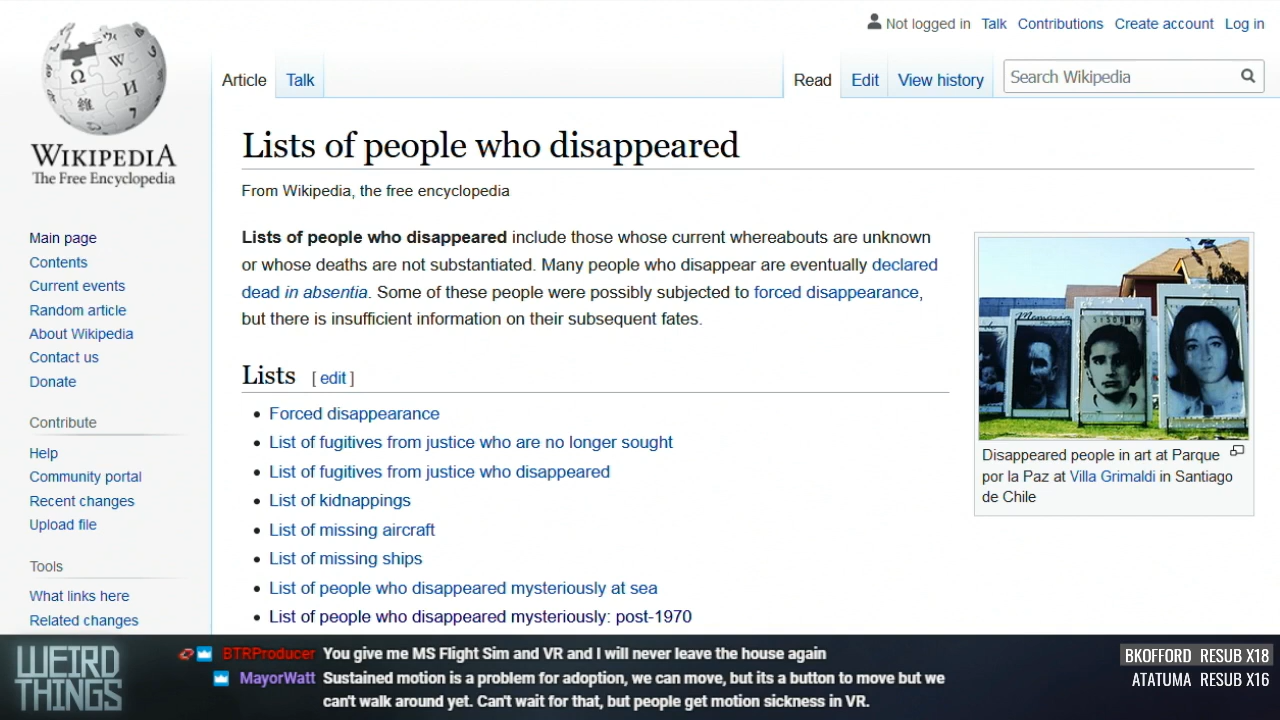 Not logged in Talk Contributions Create account Log in
Article Talk Read Edit View history Search Wikipedia
WIKIPEDIA
The Free Encyclopedia
Main page
Contents
Current events
Random article
About Wikipedia
Contact us
Donate
Contribute
Help
Community portal
Recent changes
Upload file
Tools
What links here
Related changes
Lists of people who disappeared
From Wikipedia, the free encyclopedia
Lists of people who disappeared include those whose current whereabouts are unknown
or whose deaths are not substantiated. Many people who disappear are eventually declared
dead in absentia. Some of these people were possibly subjected to forced disappearance,
but there is insufficient information on their subsequent fates.
Lists [ edit ]
Forced disappearance
List of fugitives from justice who are no longer sought
List of fugitives from justice who disappeared
List of kidnappings
List of missing aircraft
List of missing ships
List of people who disappeared mysteriously at sea
List of people who disappeared mysteriously: post-1970
Disappeared people in art at Parque
por la Paz at Villa Grimaldi in Santiago
de Chile
WEIRD
THINGS
BTRProducer You give me MS Flight Sim and VR and I will never leave the house again
MayorWatt Sustained motion is a problem for adoption, we can move, but its a button to move but we
can't walk around yet. Can't wait for that, but people get motion sickness in VR.
BKOFFORD RESUB X18
ATATUMA RESUB X16